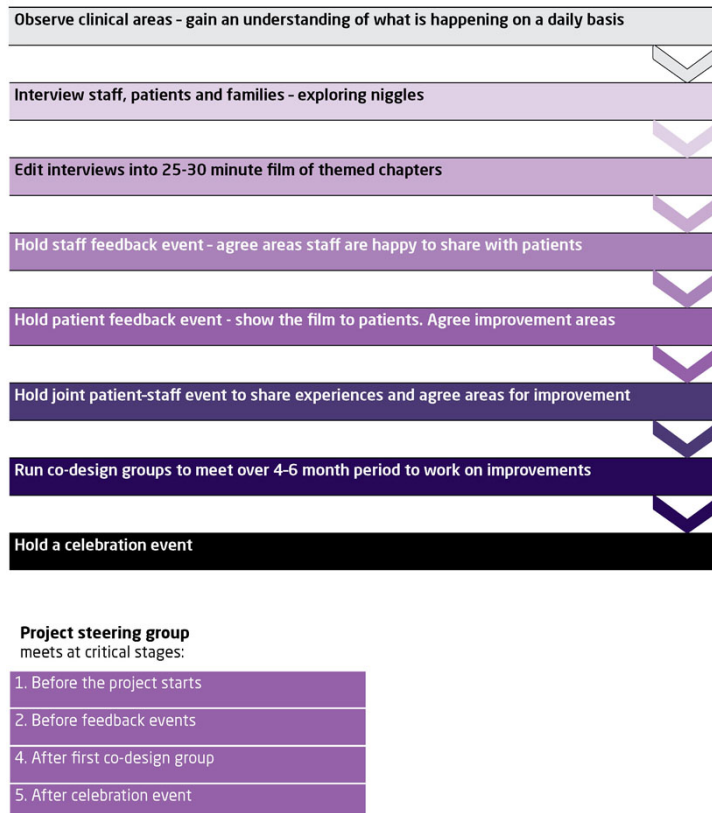 Observe clinical areas – gain an understanding of what is happening on a daily basis
Interview staff, patients and families – exploring niggles
Edit interviews into 25-30 minute film of themed chapters
Hold staff feedback event – agree areas staff are happy to share with patients
Hold patient feedback event - show the film to patients. Agree improvement areas
Hold joint patient–staff event to share experiences and agree areas for improvement
Run co-design groups to meet over 4–6 month period to work on improvements
Hold a celebration event
Project steering group
meets at critical stages:
1. Before the project starts
2. Before feedback events
4. After first co-design group
5. After celebration event